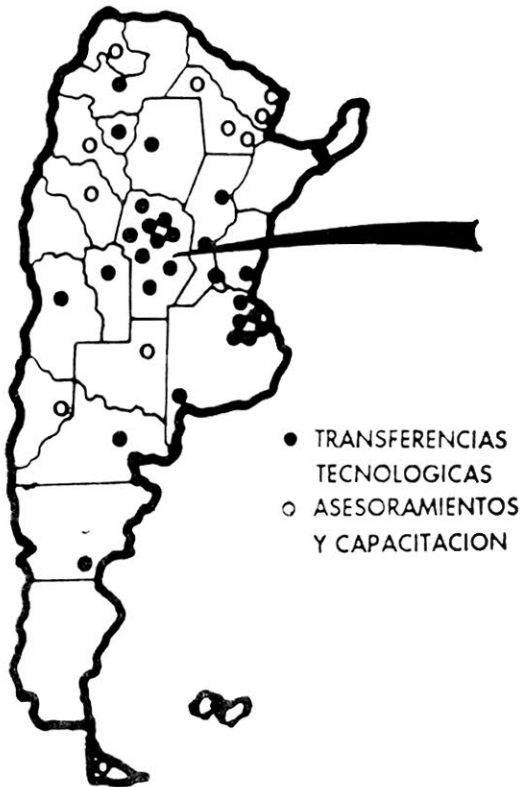 ● TRANSFERENCIAS
TECNOLOGICAS
○ ASESORAMIENTOS
Y CAPACITACION